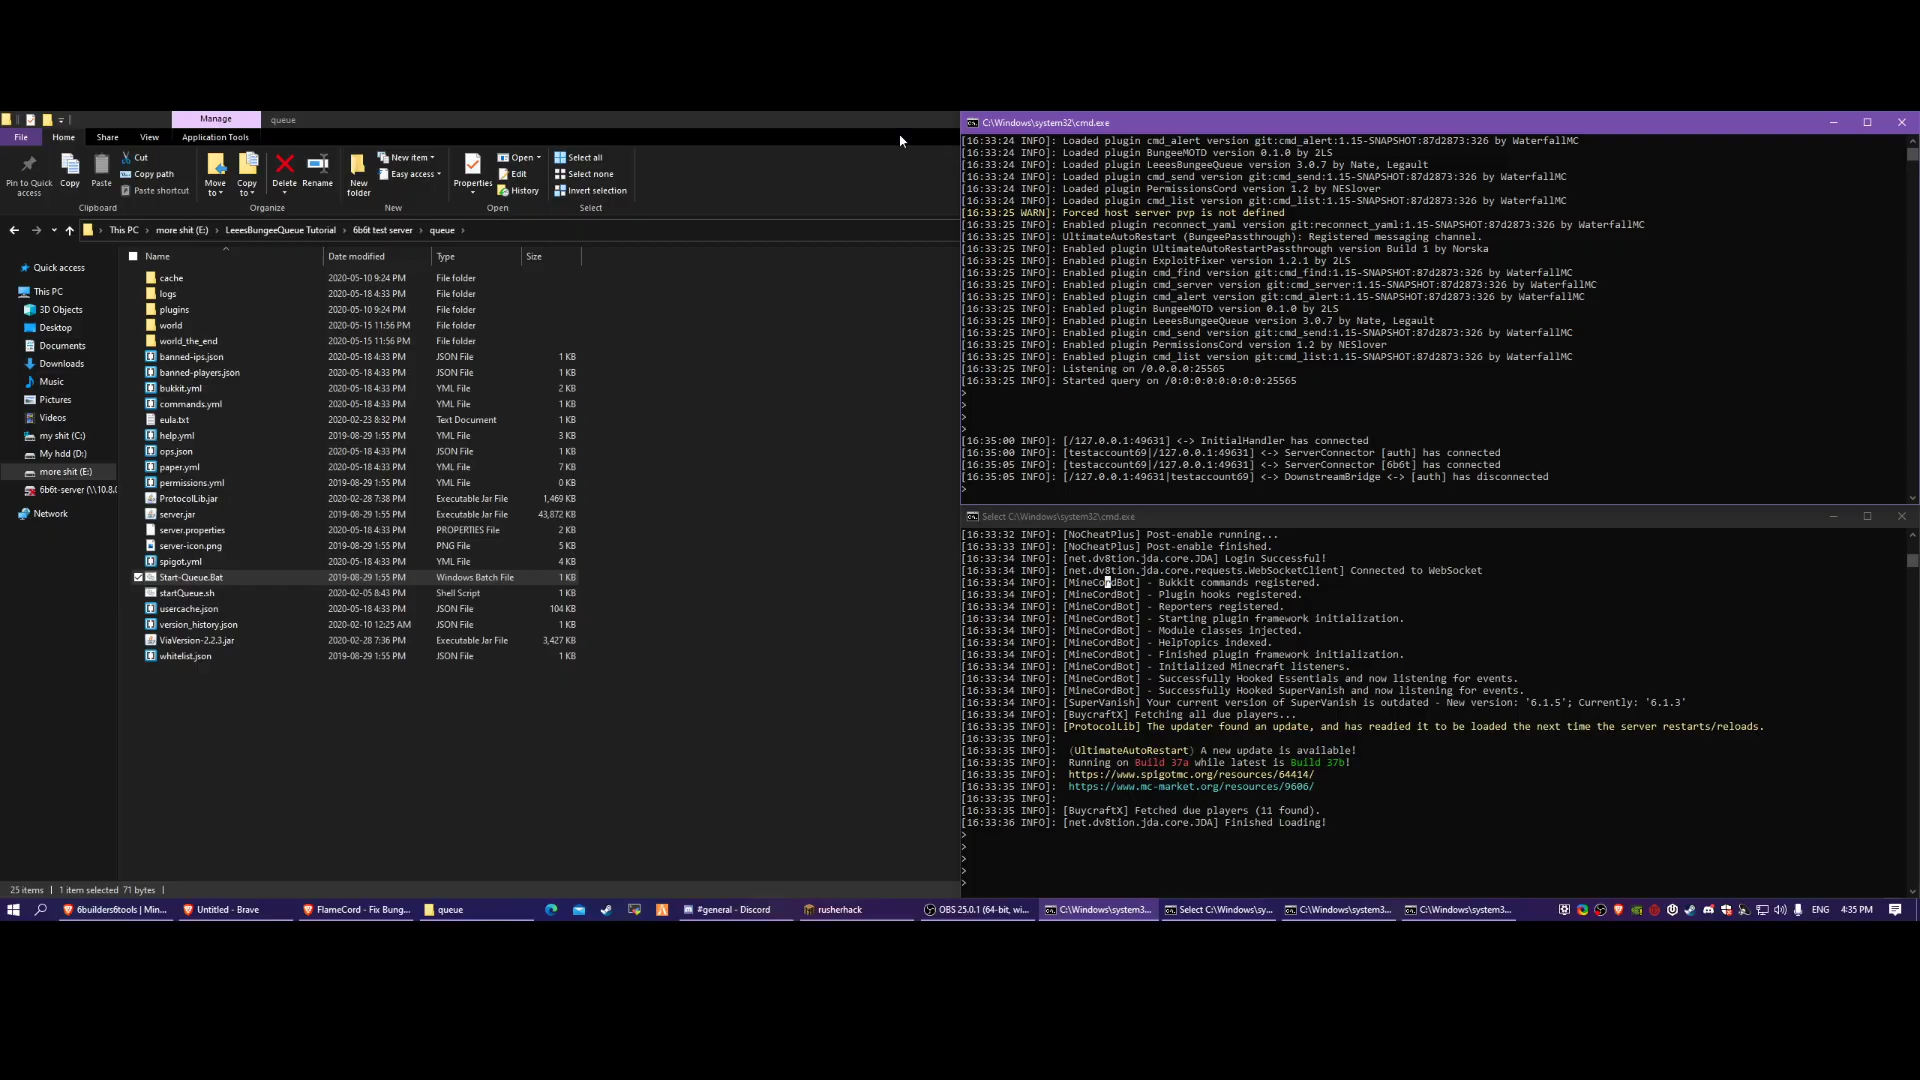 Manage
queue
File
Home
Share
View
Application Tools
Pin to Quick access
Copy
Paste
Cut
Copy path
Paste shortcut
Clipboard
Move to
Copy to
Delete
Rename
Organize
New folder
New item
Easy access
New
Properties
Open
Edit
History
Open
Select all
Select none
Invert selection
Select
This PC > more shit (E:) > LeeesBungeeQueue Tutorial > 6b6t test server > queue >
Name Date modified Type Size
Quick access
This PC
3D Objects
Desktop
Documents
Downloads
Music
Pictures
Videos
my shit (C:)
My hdd (D:)
more shit (E:)
6b6t-server (\\10.8.0
Network
cache 2020-05-10 9:24 PM File folder
logs 2020-05-18 4:33 PM File folder
plugins 2020-05-10 9:24 PM File folder
world 2020-05-15 11:56 PM File folder
world_the_end 2020-05-15 11:56 PM File folder
banned-ips.json 2020-05-18 4:33 PM JSON File 1 KB
banned-players.json 2020-05-18 4:33 PM JSON File 1 KB
bukkit.yml 2020-05-18 4:33 PM YML File 2 KB
commands.yml 2020-05-18 4:33 PM YML File 1 KB
eula.txt 2020-02-23 8:32 PM Text Document 1 KB
help.yml 2019-08-29 1:55 PM YML File 3 KB
ops.json 2020-05-18 4:33 PM JSON File 1 KB
paper.yml 2020-05-18 4:33 PM YML File 7 KB
permissions.yml 2019-08-29 1:55 PM YML File 0 KB
ProtocolLib.jar 2020-02-28 7:38 PM Executable Jar File 1,469 KB
server.jar 2019-08-29 1:55 PM Executable Jar File 43,872 KB
server.properties 2020-05-18 4:33 PM PROPERTIES File 2 KB
server-icon.png 2019-08-29 1:55 PM PNG File 5 KB
spigot.yml 2020-05-18 4:33 PM YML File 4 KB
Start-Queue.Bat 2019-08-29 1:55 PM Windows Batch File 1 KB
startQueue.sh 2020-02-05 8:43 PM Shell Script 1 KB
usercache.json 2020-05-18 4:33 PM JSON File 104 KB
version_history.json 2020-02-10 12:25 AM JSON File 1 KB
ViaVersion-2.2.3.jar 2020-02-28 7:36 PM Executable Jar File 3,427 KB
whitelist.json 2019-08-29 1:55 PM JSON File 1 KB
25 items 1 item selected 71 bytes
C:\Windows\system32\cmd.exe
[16:33:24 INFO]: Loaded plugin cmd_alert version git:cmd_alert:1.15-SNAPSHOT:87d2873:326 by WaterfallMC
[16:33:24 INFO]: Loaded plugin BungeeMOTD version 0.1.0 by 2LS
[16:33:24 INFO]: Loaded plugin LeeesBungeeQueue version 3.0.7 by Nate, Legault
[16:33:24 INFO]: Loaded plugin cmd_send version git:cmd_send:1.15-SNAPSHOT:87d2873:326 by WaterfallMC
[16:33:24 INFO]: Loaded plugin PermissionsCord version 1.2 by NESlover
[16:33:24 INFO]: Loaded plugin cmd_list version git:cmd_list:1.15-SNAPSHOT:87d2873:326 by WaterfallMC
[16:33:25 WARN]: Forced host server pvp is not defined
[16:33:25 INFO]: Enabled plugin reconnect_yaml version git:reconnect_yaml:1.15-SNAPSHOT:87d2873:326 by WaterfallMC
[16:33:25 INFO]: UltimateAutoRestart (BungeePassthrough): Registered messaging channel.
[16:33:25 INFO]: Enabled plugin UltimateAutoRestartPassthrough version Build 1 by Norska
[16:33:25 INFO]: Enabled plugin ExploitFixer version 1.2.1 by 2LS
[16:33:25 INFO]: Enabled plugin cmd_find version git:cmd_find:1.15-SNAPSHOT:87d2873:326 by WaterfallMC
[16:33:25 INFO]: Enabled plugin cmd_server version git:cmd_server:1.15-SNAPSHOT:87d2873:326 by WaterfallMC
[16:33:25 INFO]: Enabled plugin cmd_alert version git:cmd_alert:1.15-SNAPSHOT:87d2873:326 by WaterfallMC
[16:33:25 INFO]: Enabled plugin BungeeMOTD version 0.1.0 by 2LS
[16:33:25 INFO]: Enabled plugin LeeesBungeeQueue version 3.0.7 by Nate, Legault
[16:33:25 INFO]: Enabled plugin cmd_send version git:cmd_send:1.15-SNAPSHOT:87d2873:326 by WaterfallMC
[16:33:25 INFO]: Enabled plugin PermissionsCord version 1.2 by NESlover
[16:33:25 INFO]: Enabled plugin cmd_list version git:cmd_list:1.15-SNAPSHOT:87d2873:326 by WaterfallMC
[16:33:25 INFO]: Listening on /0.0.0.0:25565
[16:33:25 INFO]: Started query on /0:0:0:0:0:0:0:0:25565
>
>
>
>
[16:35:00 INFO]: [/127.0.0.1:49631] <-> InitialHandler has connected
[16:35:00 INFO]: [testaccount69|/127.0.0.1:49631] <-> ServerConnector [auth] has connected
[16:35:05 INFO]: [testaccount69|/127.0.0.1:49631] <-> ServerConnector [6b6t] has connected
[16:35:05 INFO]: [/127.0.0.1:49631|testaccount69] <-> DownstreamBridge <-> [auth] has disconnected
>
Select C:\Windows\system32\cmd.exe
[16:33:32 INFO]: [NoCheatPlus] Post-enable running...
[16:33:33 INFO]: [NoCheatPlus] Post-enable finished.
[16:33:34 INFO]: [net.dv8tion.jda.core.JDA] Login Successful!
[16:33:34 INFO]: [net.dv8tion.jda.core.requests.WebSocketClient] Connected to WebSocket
[16:33:34 INFO]: [MineCordBot] - Bukkit commands registered.
[16:33:34 INFO]: [MineCordBot] - Plugin hooks registered.
[16:33:34 INFO]: [MineCordBot] - Reporters registered.
[16:33:34 INFO]: [MineCordBot] - Starting plugin framework initialization.
[16:33:34 INFO]: [MineCordBot] - Module classes injected.
[16:33:34 INFO]: [MineCordBot] - HelpTopics indexed.
[16:33:34 INFO]: [MineCordBot] - Finished plugin framework initialization.
[16:33:34 INFO]: [MineCordBot] - Initialized Minecraft listeners.
[16:33:34 INFO]: [MineCordBot] - Successfully Hooked Essentials and now listening for events.
[16:33:34 INFO]: [MineCordBot] - Successfully Hooked SuperVanish and now listening for events.
[16:33:34 INFO]: [SuperVanish] Your current version of SuperVanish is outdated - New version: '6.1.5'; Currently: '6.1.3'
[16:33:34 INFO]: [BuycraftX] Fetching all due players...
[16:33:34 INFO]: [ProtocolLib] The updater found an update, and has readied it to be loaded the next time the server restarts/reloads.
[16:33:35 INFO]:
[16:33:35 INFO]: (UltimateAutoRestart) A new update is available!
[16:33:35 INFO]: Running on Build 37a while latest is Build 37b!
[16:33:35 INFO]: https://www.spigotmc.org/resources/64414/
[16:33:35 INFO]: https://www.mc-market.org/resources/9606/
[16:33:35 INFO]:
[16:33:35 INFO]: [BuycraftX] Fetched due players (11 found).
[16:33:36 INFO]: [net.dv8tion.jda.core.JDA] Finished Loading!
>
>
>
>
>
6builders6tools | Min...
Untitled - Brave
FlameCord - Fix Bung...
queue
#general - Discord
rusherhack
OBS 25.0.1 (64-bit, wi...
C:\Windows\system3...
Select C:\Windows\sy...
C:\Windows\system3...
C:\Windows\system3...
ENG
4:35 PM